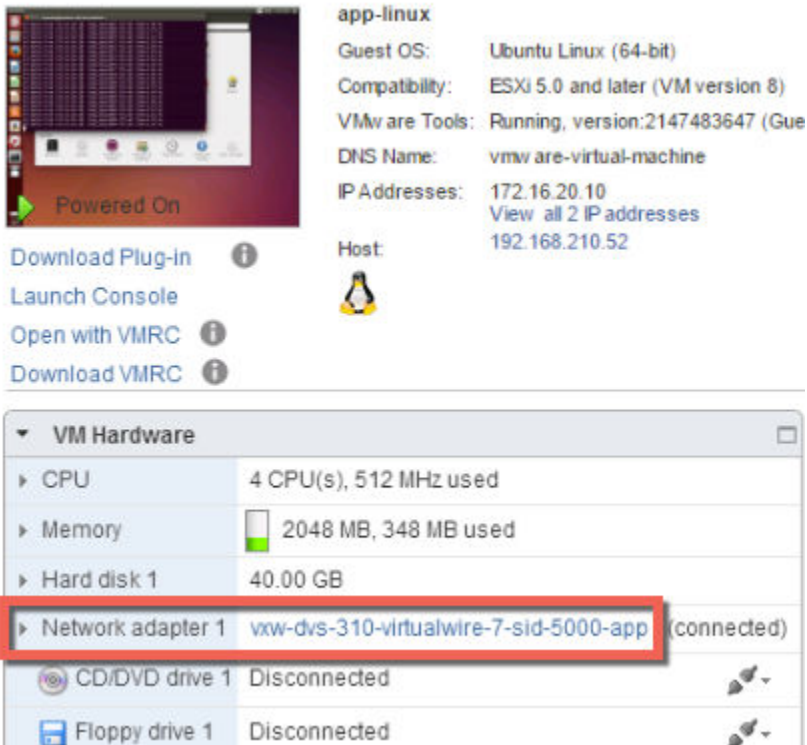 app-linux
Guest OS: Ubuntu Linux (64-bit)
Compatibility: ESXi 5.0 and later (VM version 8)
VMware Tools: Running, version:2147483647 (Gue
DNS Name: vmware-virtual-machine
IP Addresses: 172.16.20.10
View all 2 IP addresses
Host: 192.168.210.52
Powered On
Download Plug-in
Launch Console
Open with VMRC
Download VMRC
VM Hardware
CPU 4 CPU(s), 512 MHz used
Memory 2048 MB, 348 MB used
Hard disk 1 40.00 GB
Network adapter 1 vxw-dvs-310-virtualwire-7-sid-5000-app (connected)
CD/DVD drive 1 Disconnected
Floppy drive 1 Disconnected